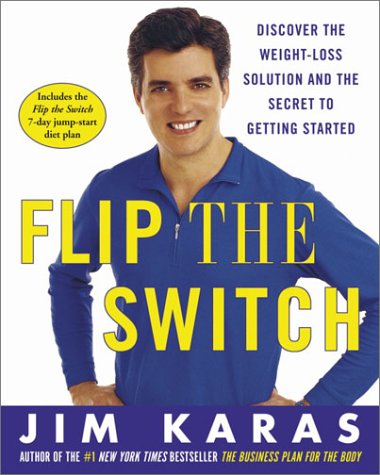 DISCOVER THE
WEIGHT-LOSS
SOLUTION AND THE
SECRET TO
GETTING STARTED
Includes the
Flip the Switch
7-day jump-start
diet plan
FLIP THE
SWITCH
JIM KARAS
AUTHOR OF THE #1 NEW YORK TIMES BESTSELLER THE BUSINESS PLAN FOR THE BODY